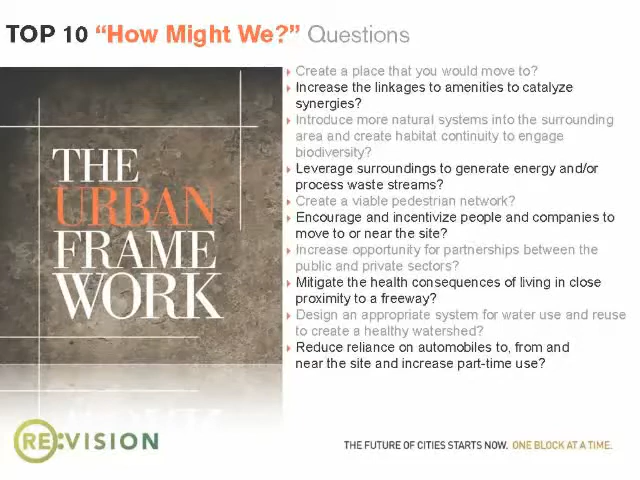 TOP 10 “How Might We?” Questions
THE
URBAN
FRAME
WORK
Create a place that you would move to?
Increase the linkages to amenities to catalyze
synergies?
Introduce more natural systems into the surrounding
area and create habitat continuity to engage
biodiversity?
Leverage surroundings to generate energy and/or
process waste streams?
Create a viable pedestrian network?
Encourage and incentivize people and companies to
move to or near the site?
Increase opportunity for partnerships between the
public and private sectors?
Mitigate the health consequences of living in close
proximity to a freeway?
Design an appropriate system for water use and reuse
to create a healthy watershed?
Reduce reliance on automobiles to, from and
near the site and increase part-time use?
RE:VISION
THE FUTURE OF CITIES STARTS NOW. ONE BLOCK AT A TIME.